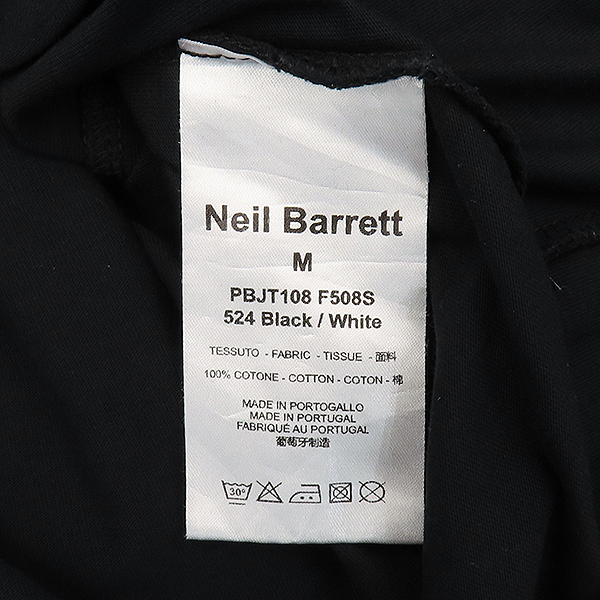 Neil Barrett
M
PBJT108 F508S
524 Black / White
TESSUTO - FABRIC - TISSUE - 面料
100% COTONE - COTTON - COTON - 棉
MADE IN PORTOGALLO
MADE IN PORTUGAL
FABRIQUÉ AU PORTUGAL
葡萄牙制造
30°